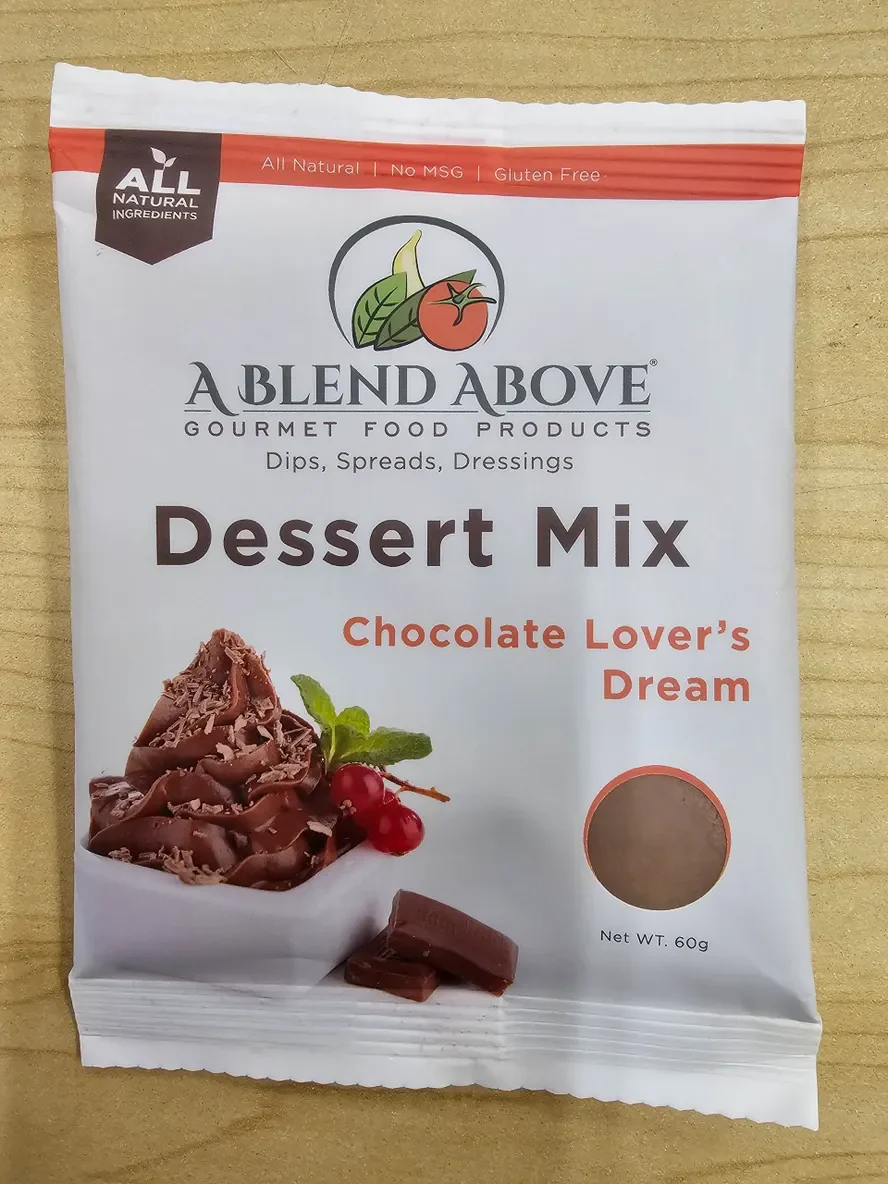 ALL
NATURAL
INGREDIENTS
All Natural | No MSG | Gluten Free
A BLEND ABOVE®
GOURMET FOOD PRODUCTS
Dips, Spreads, Dressings
Dessert Mix
Chocolate Lover's
Dream
Net WT. 60g